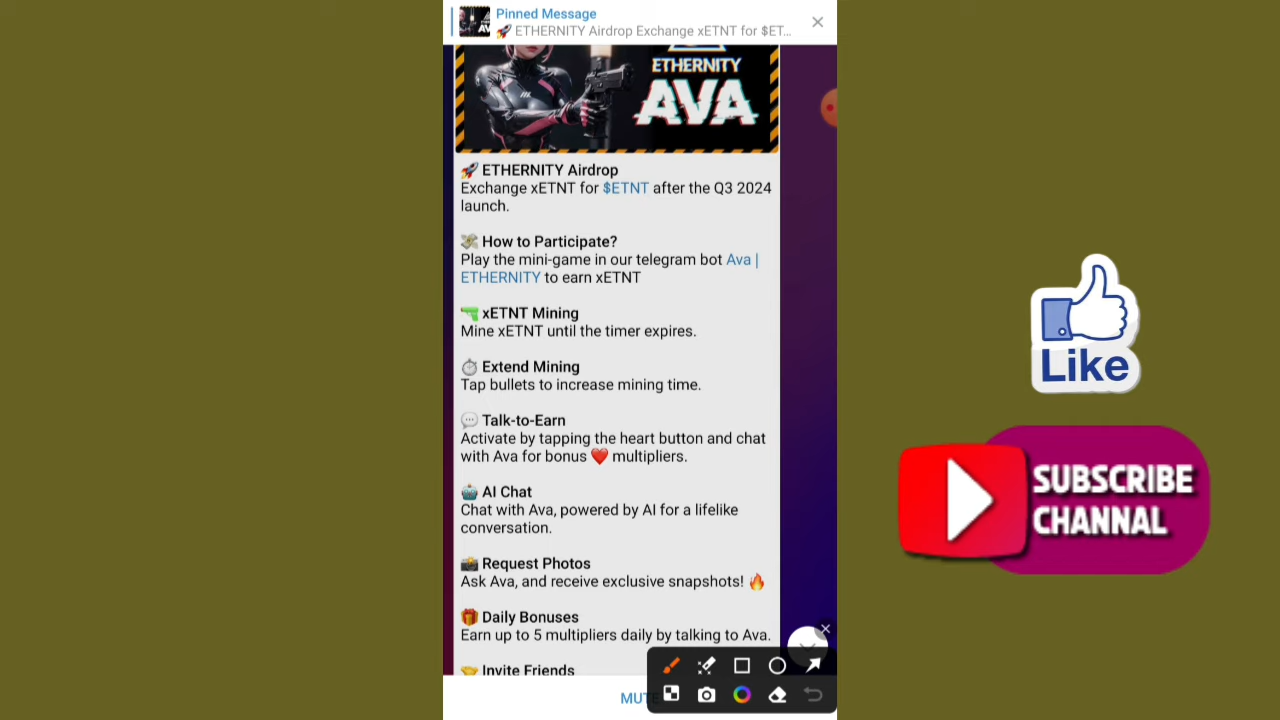 Pinned Message
🚀 ETHERNITY Airdrop Exchange xETNT for $ET...
ETHERNITY
AVA
🚀 ETHERNITY Airdrop
Exchange xETNT for $ETNT after the Q3 2024
launch.
💸 How to Participate?
Play the mini-game in our telegram bot Ava |
ETHERNITY to earn xETNT
🔫 xETNT Mining
Mine xETNT until the timer expires.
⏱ Extend Mining
Tap bullets to increase mining time.
💬 Talk-to-Earn
Activate by tapping the heart button and chat
with Ava for bonus ❤️ multipliers.
🤖 AI Chat
Chat with Ava, powered by AI for a lifelike
conversation.
📸 Request Photos
Ask Ava, and receive exclusive snapshots! 🔥
🎁 Daily Bonuses
Earn up to 5 multipliers daily by talking to Ava.
🤝 Invite Friends
Like
SUBSCRIBE
CHANNAL